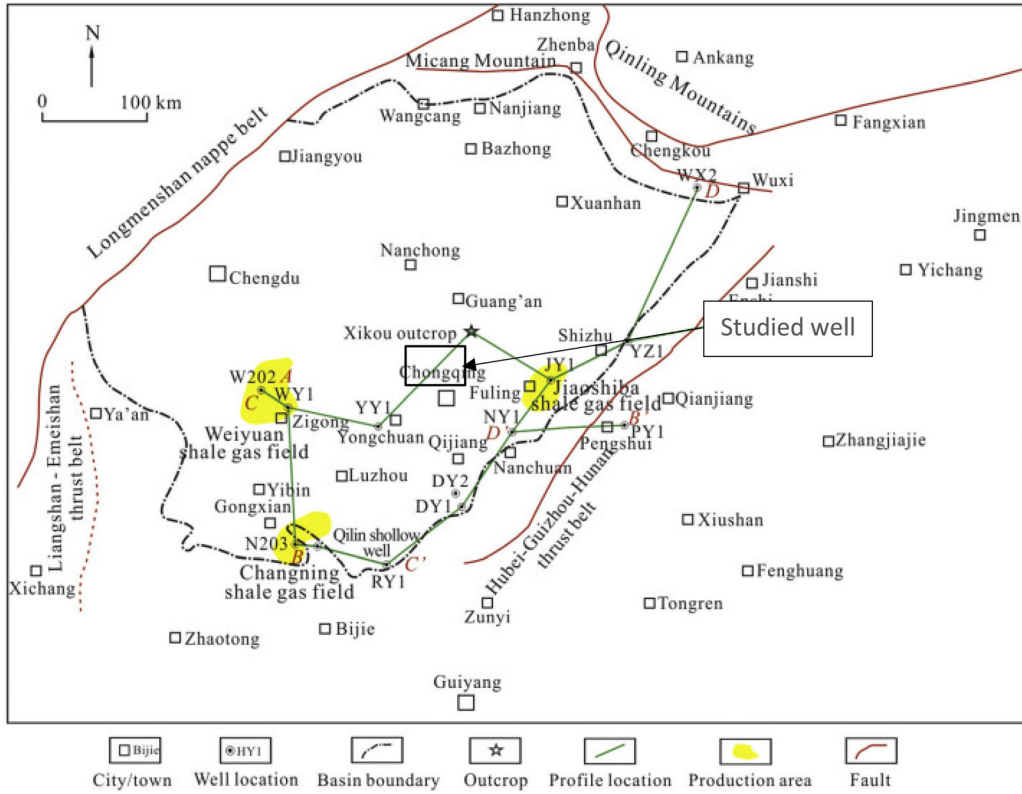 Hanzhong
N
Zhenba
Micang Mountain
Qinling Mountains
Ankang
0 100 km
Wangcang
Nanjiang
Fangxian
Chengkou
Jiangyou
Bazhong
WX2
D
Wuxi
Longmenshan nappe belt
Xuanhan
Jingmen
Nanchong
Yichang
Chengdu
Jianshi
Guang'an
Xikou outcrop
Studied well
Shizhu
YZ1
Chongqing
JY1
W202 A
Fuling
Jiaoshiba
shale gas field
C
WY1
Qianjiang
Ya'an
YY1
NY1
B'
Zigong
D'
PY1
Weiyuan
shale gas field
Yongchuan
Pengshui
Zhangjiajie
Qijiang
Nanchuan
Liangshan - Emeishan
thrust belt
Luzhou
DY2
Yibin
DY1
Gongxian
Xiushan
Qilin shollow
well
N203
B
Hubei-Guizhou-Hunan
thrust belt
C'
Changning
shale gas field
RY1
Fenghuang
Xichang
Zunyi
Tongren
Bijie
Zhaotong
Guiyang
Bijie
HY1
City/town
Well location
Basin boundary
Outcrop
Profile location
Production area
Fault